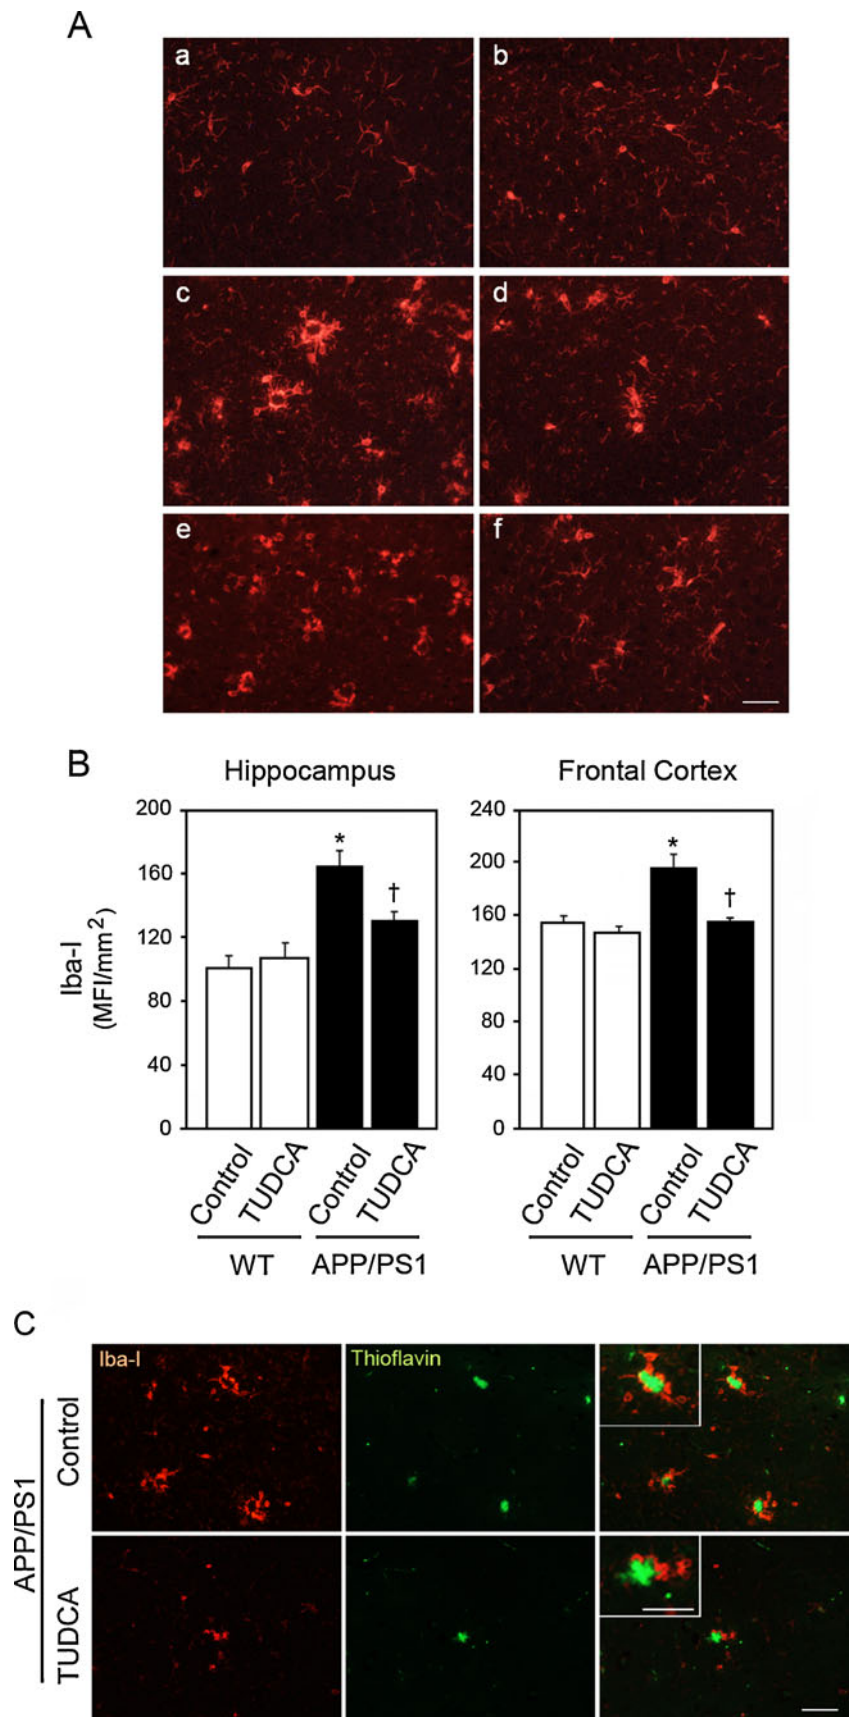 A
a b
c d
e f
B
Hippocampus
Frontal Cortex
Iba-I
(MFI/mm²)
200
160
120
80
40
0
*
†
Control
TUDCA
Control
TUDCA
WT
APP/PS1
240
200
160
120
80
40
0
*
†
Control
TUDCA
Control
TUDCA
WT
APP/PS1
C
Iba-I
Thioflavin
APP/PS1
Control
TUDCA